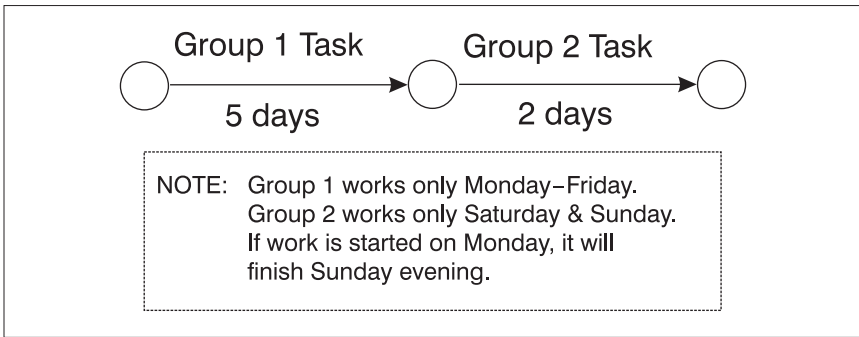 Group 1 Task
Group 2 Task
5 days
2 days
NOTE: Group 1 works only Monday–Friday.
Group 2 works only Saturday & Sunday.
If work is started on Monday, it will
finish Sunday evening.